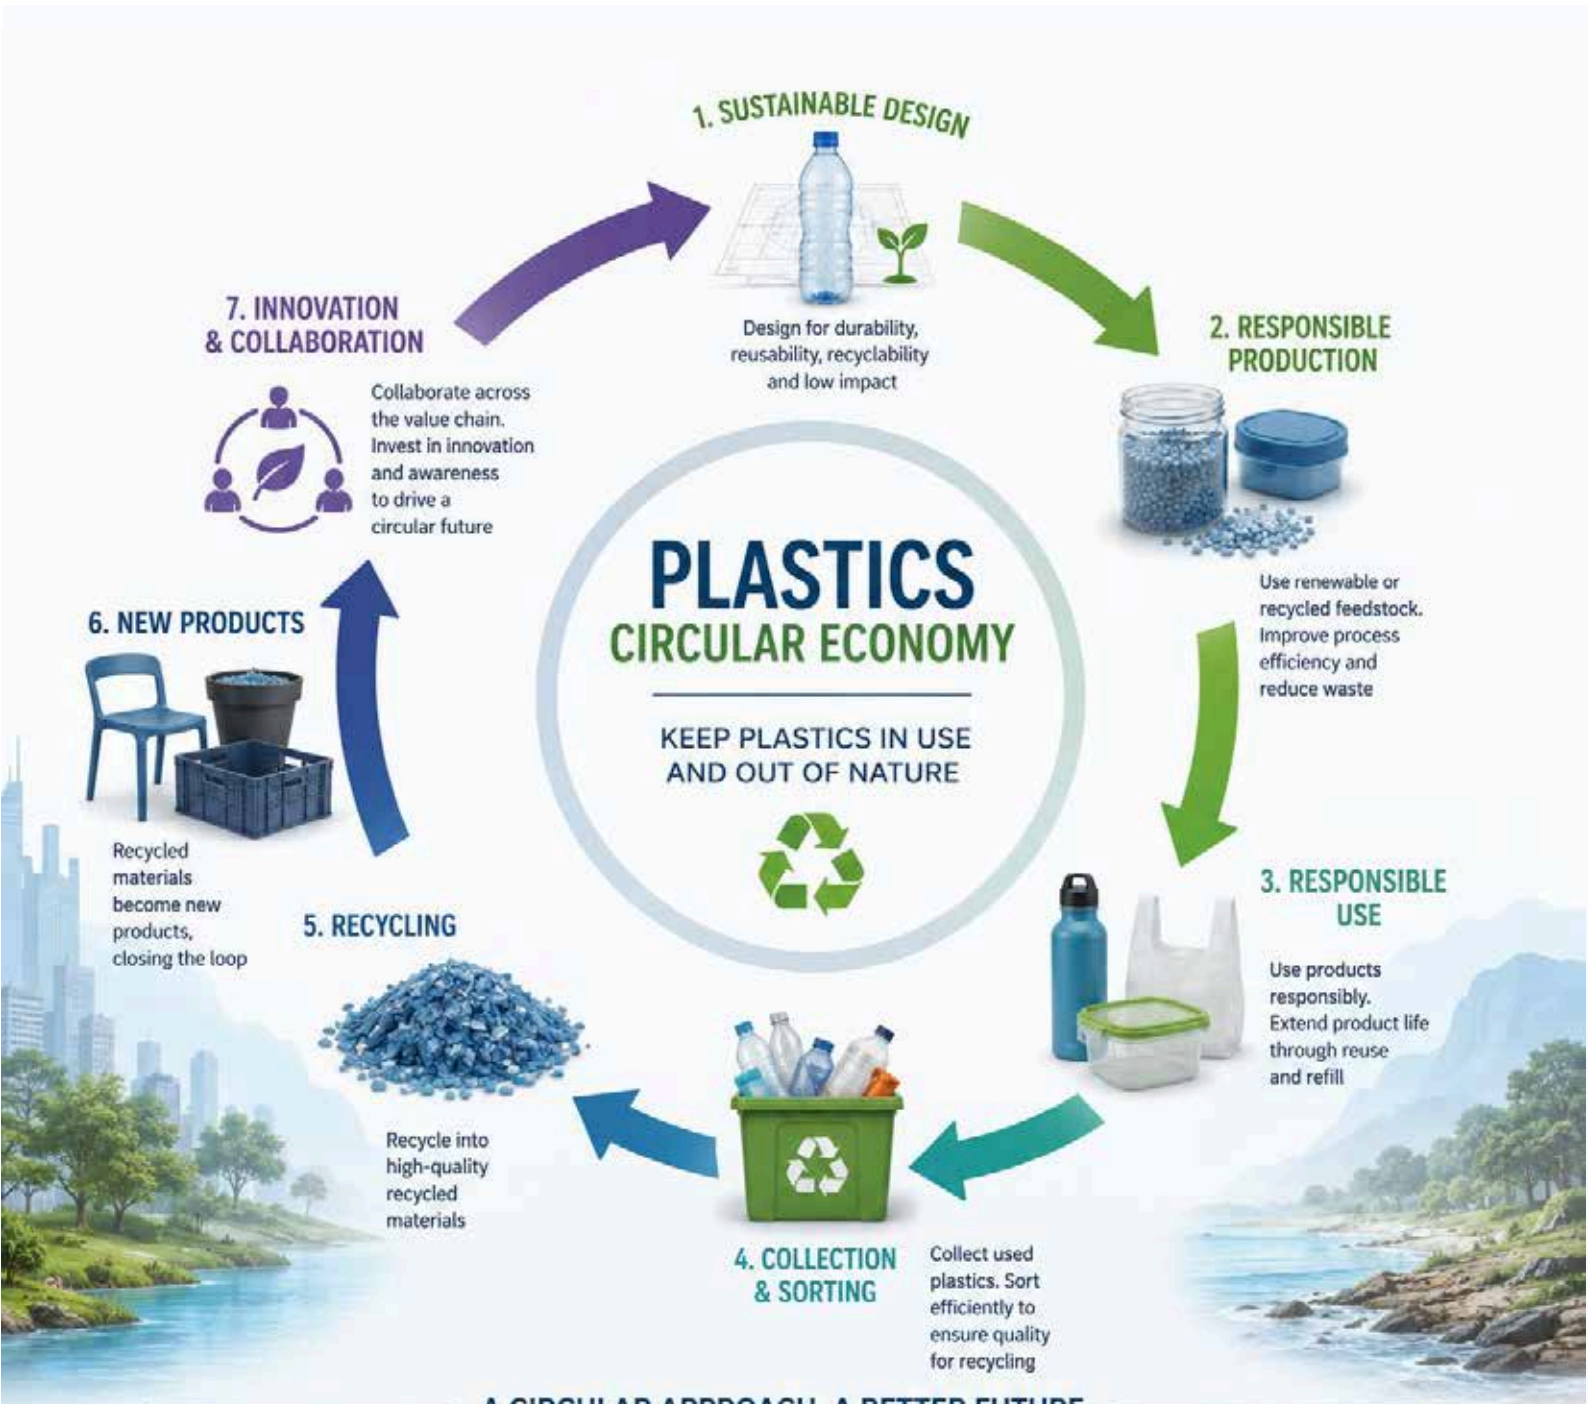 1. SUSTAINABLE DESIGN
Design for durability,
reusability, recyclability
and low impact
2. RESPONSIBLE
PRODUCTION
Use renewable or
recycled feedstock.
Improve process
efficiency and
reduce waste
3. RESPONSIBLE
USE
Use products
responsibly.
Extend product life
through reuse
and refill
4. COLLECTION
& SORTING
Collect used
plastics. Sort
efficiently to
ensure quality
for recycling
5. RECYCLING
Recycle into
high-quality
recycled
materials
6. NEW PRODUCTS
Recycled
materials
become new
products,
closing the loop
7. INNOVATION
& COLLABORATION
Collaborate across
the value chain.
Invest in innovation
and awareness
to drive a
circular future
PLASTICS
CIRCULAR ECONOMY
KEEP PLASTICS IN USE
AND OUT OF NATURE
A CIRCULAR APPROACH, A BETTER FUTURE